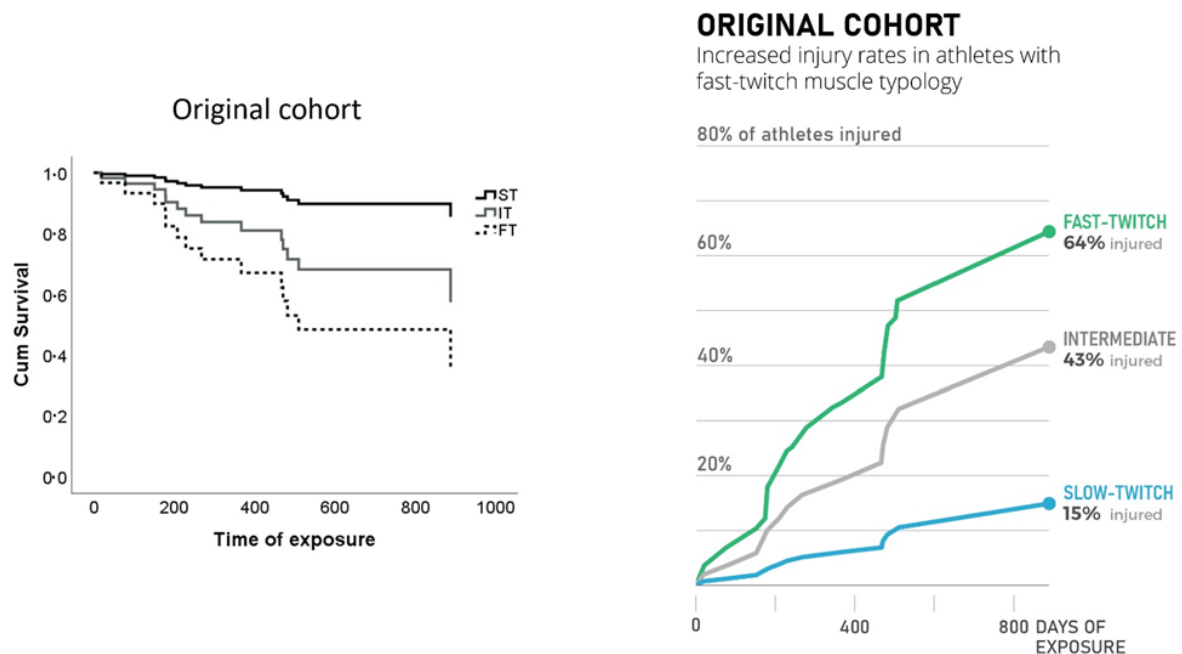 Original cohort
1·0
0·8
0·6
0·4
0·2
0·0
Cum Survival
ST
IT
FT
0 200 400 600 800 1000
Time of exposure
ORIGINAL COHORT
Increased injury rates in athletes with
fast-twitch muscle typology
80% of athletes injured
60%
40%
20%
FAST-TWITCH
64% injured
INTERMEDIATE
43% injured
SLOW-TWITCH
15% injured
0 400 800 DAYS OF
EXPOSURE